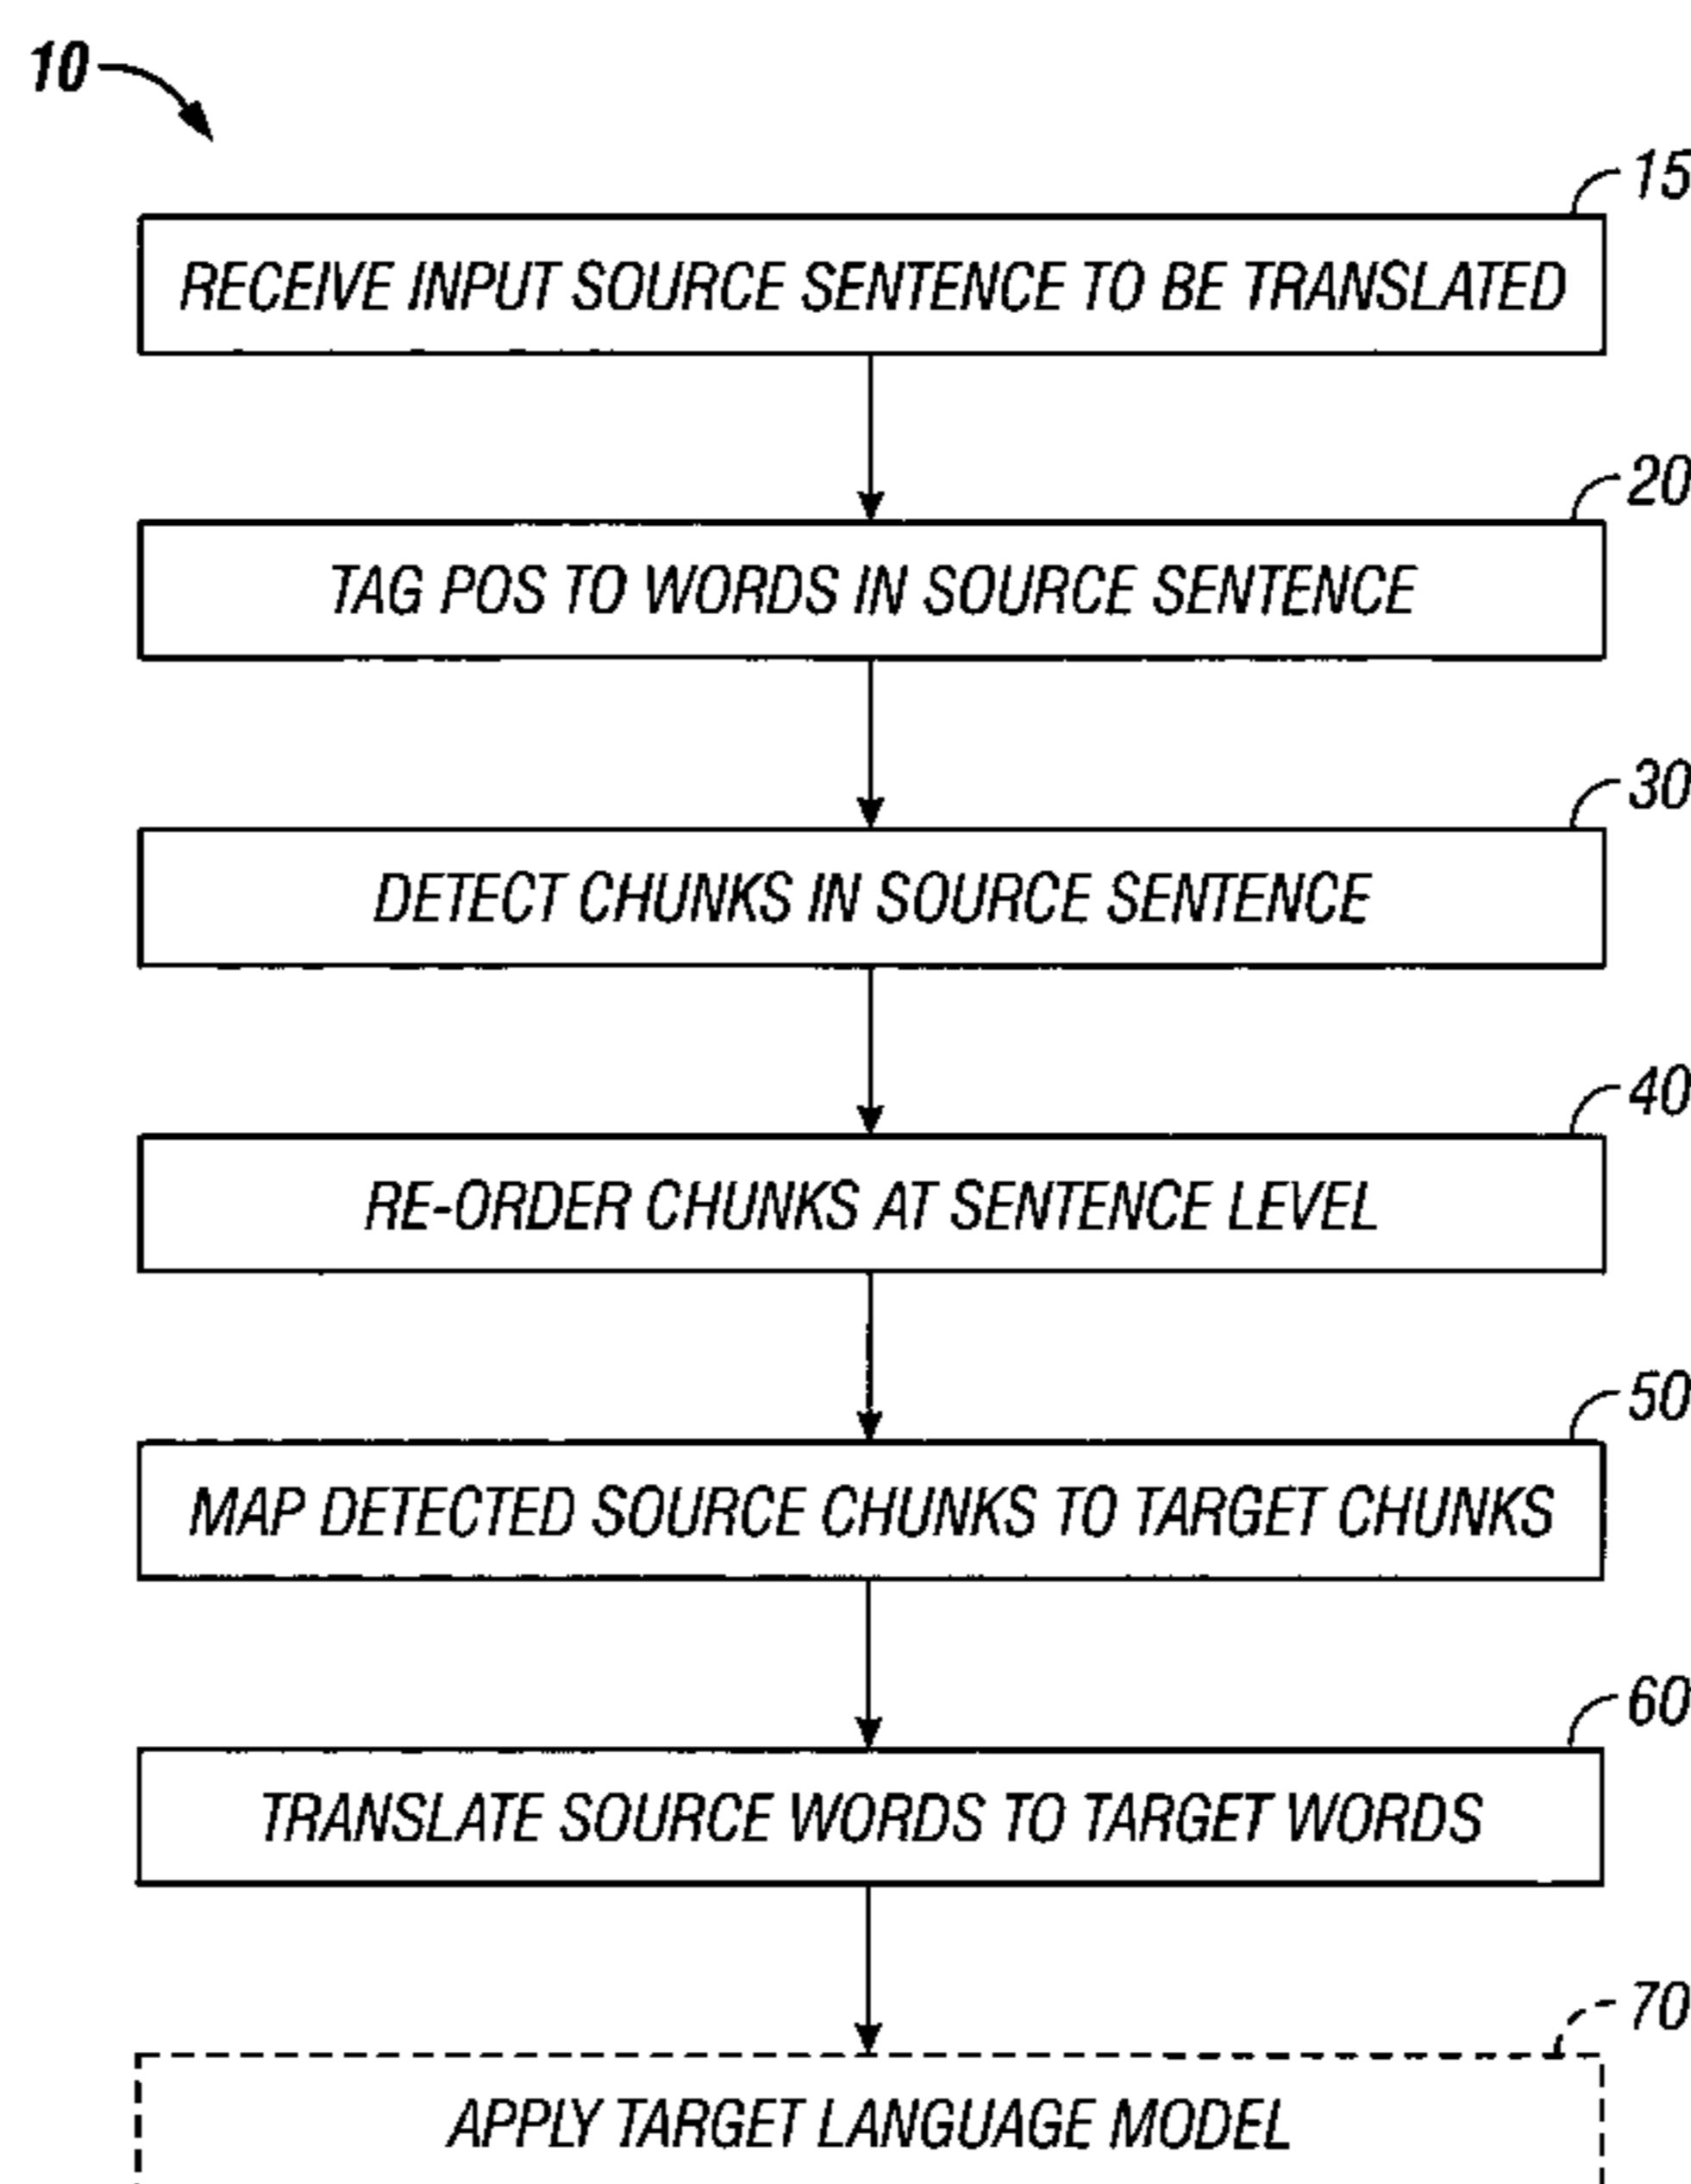 10
15
RECEIVE INPUT SOURCE SENTENCE TO BE TRANSLATED
20
TAG POS TO WORDS IN SOURCE SENTENCE
30
DETECT CHUNKS IN SOURCE SENTENCE
40
RE-ORDER CHUNKS AT SENTENCE LEVEL
50
MAP DETECTED SOURCE CHUNKS TO TARGET CHUNKS
60
TRANSLATE SOURCE WORDS TO TARGET WORDS
70
APPLY TARGET LANGUAGE MODEL